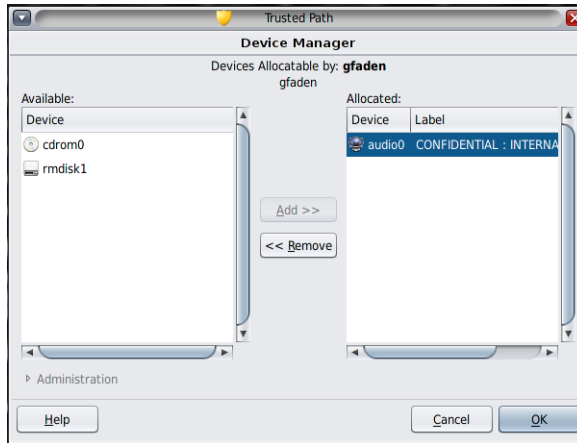 Trusted Path
Device Manager
Devices Allocatable by: gfaden
gfaden
Available:
Allocated:
Device
Device Label
cdrom0
audio0 CONFIDENTIAL : INTERNA
rmdisk1
Add >>
<< Remove
Administration
Help
Cancel
OK